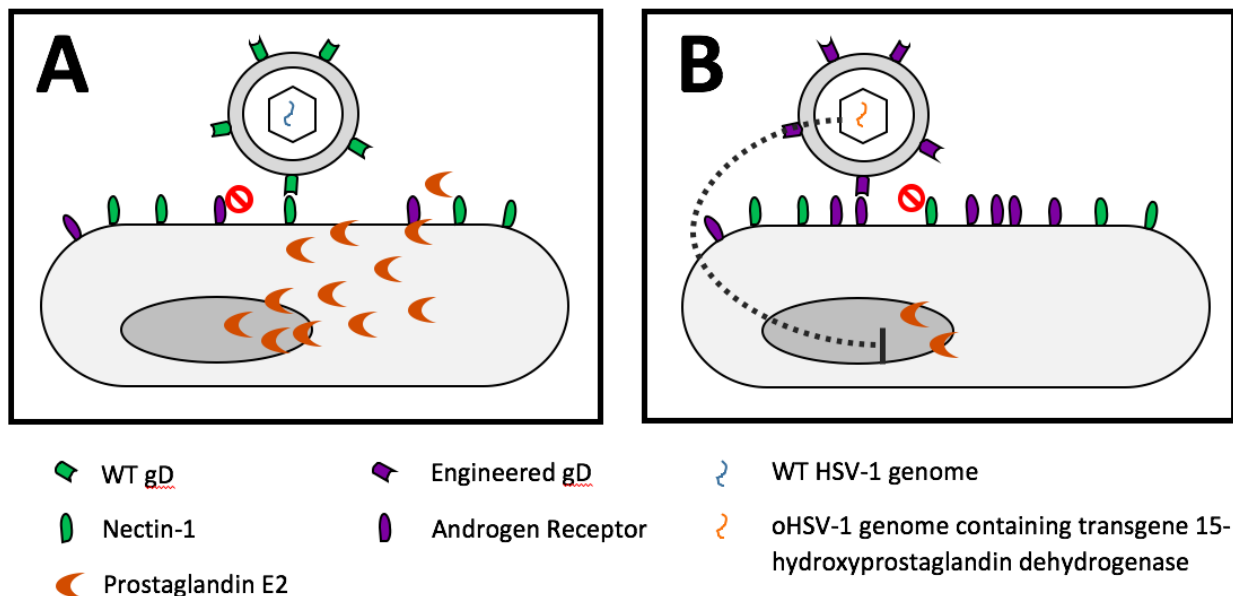 A
B
WT gD
Engineered gD
WT HSV-1 genome
Nectin-1
Androgen Receptor
oHSV-1 genome containing transgene 15-
hydroxyprostaglandin dehydrogenase
Prostaglandin E2